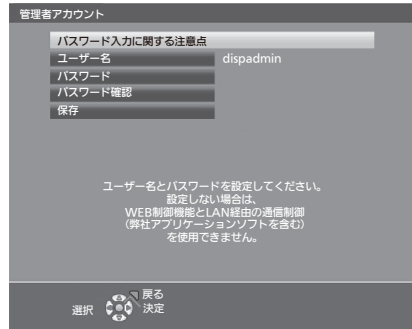 管理者アカウント
パスワード入力に関する注意点
ユーザー名 dispadmin
パスワード
パスワード確認
保存
ユーザー名とパスワードを設定してください。
設定しない場合は、
WEB制御機能とLAN経由の通信制御
（弊社アプリケーションソフトを含む）
を使用できません。
戻る
選択 決定